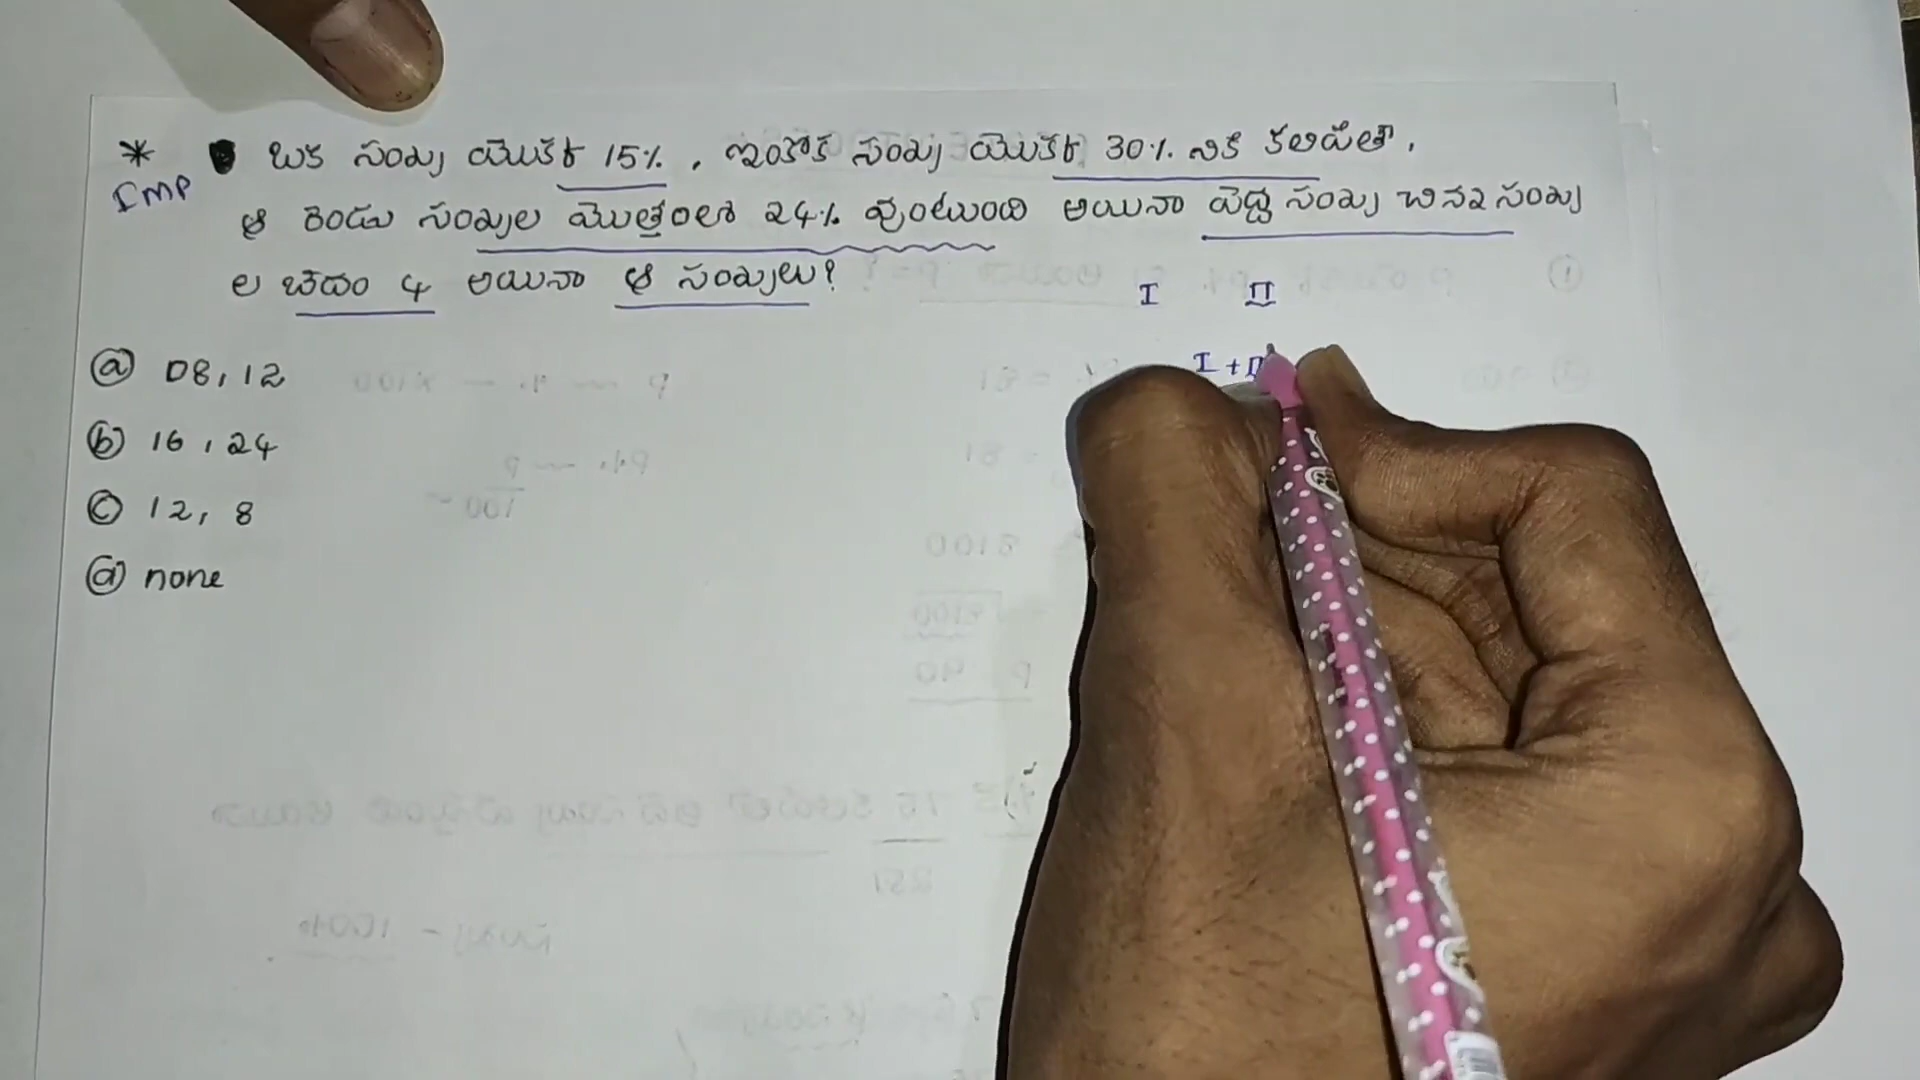 * ఒక సంఖ్య యొక్క 15%, ఇంకొక సంఖ్య యొక్క 30% నికి కలిపితే,
IMP
ఆ రెండు సంఖ్యల మొత్తంలో 24% వుంటుంది అయినా పెద్ద సంఖ్య చిన్న సంఖ్య
ల బేదం 4 అయినా ఆ సంఖ్యలు?
I II
I + II
ⓐ 08, 12
ⓑ 16, 24
ⓒ 12, 8
ⓓ none